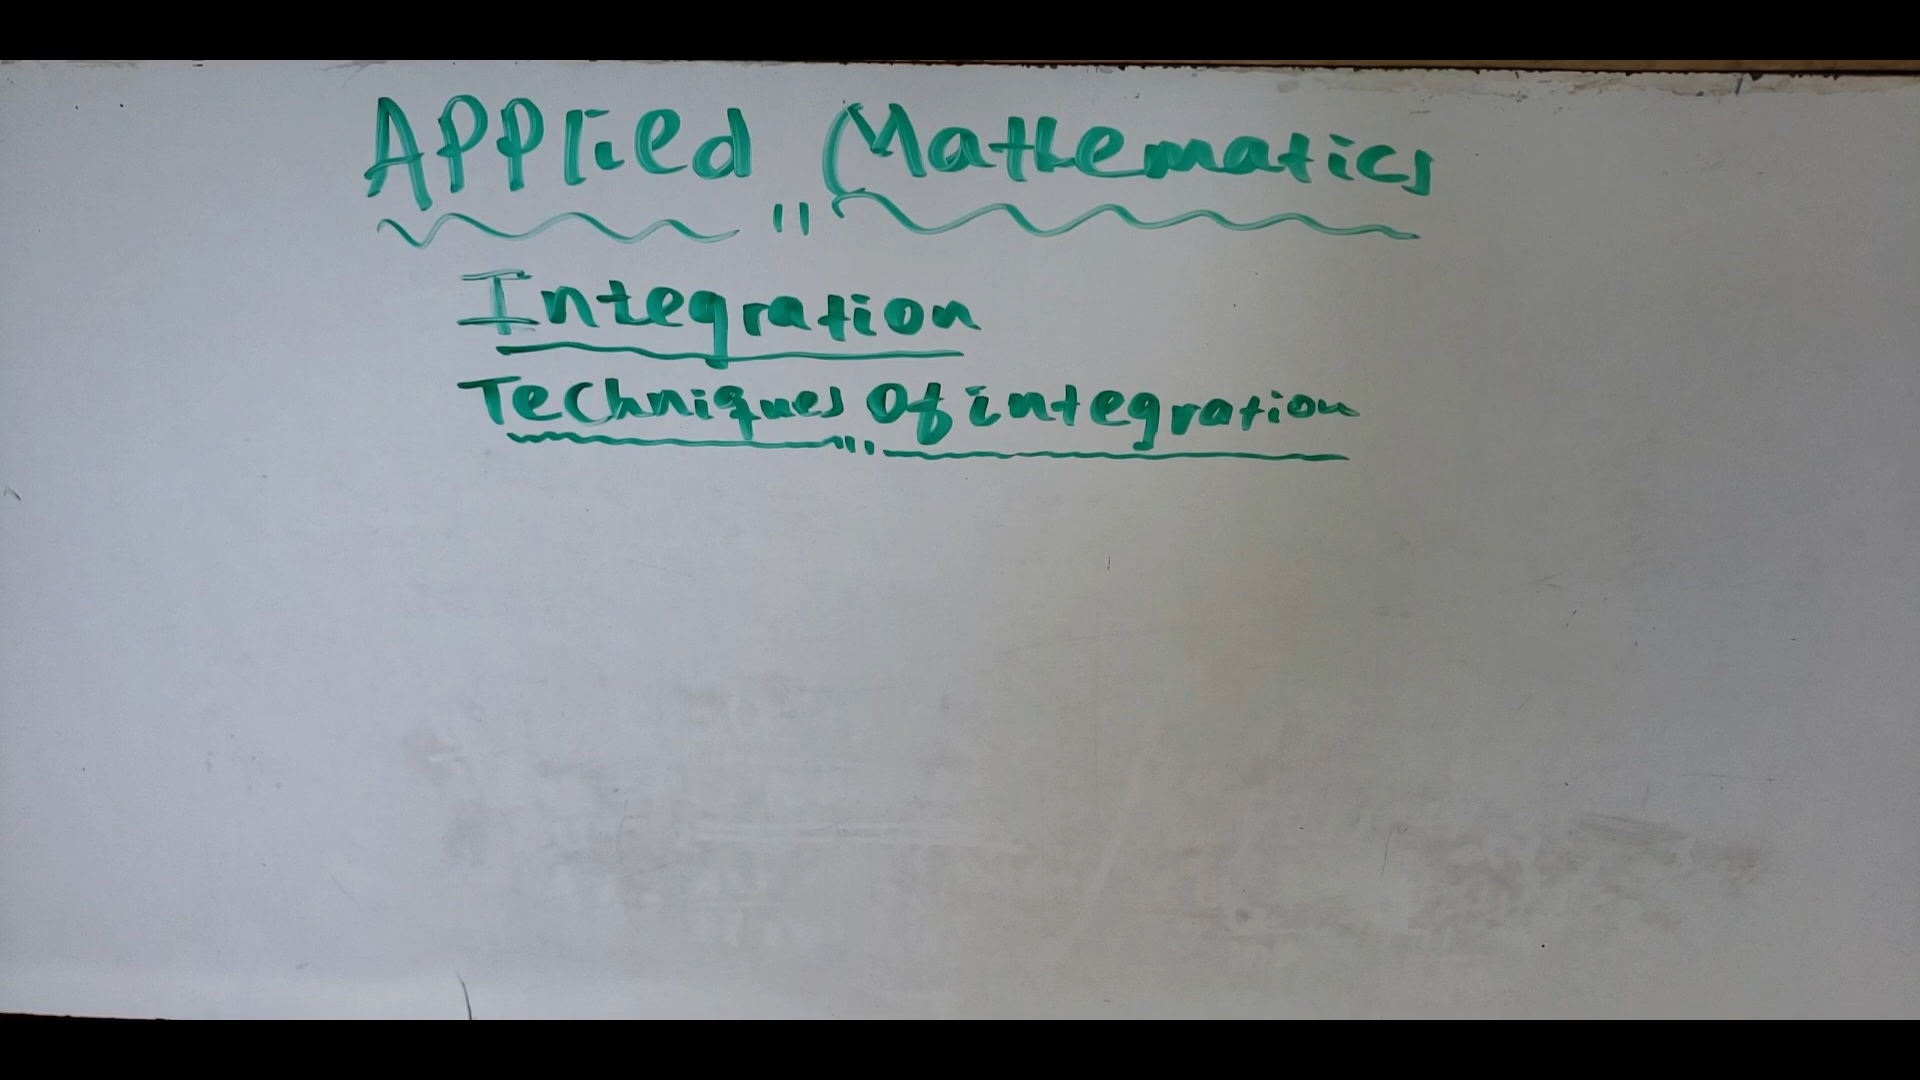 Applied Mathematics
Integration
Techniques of integration